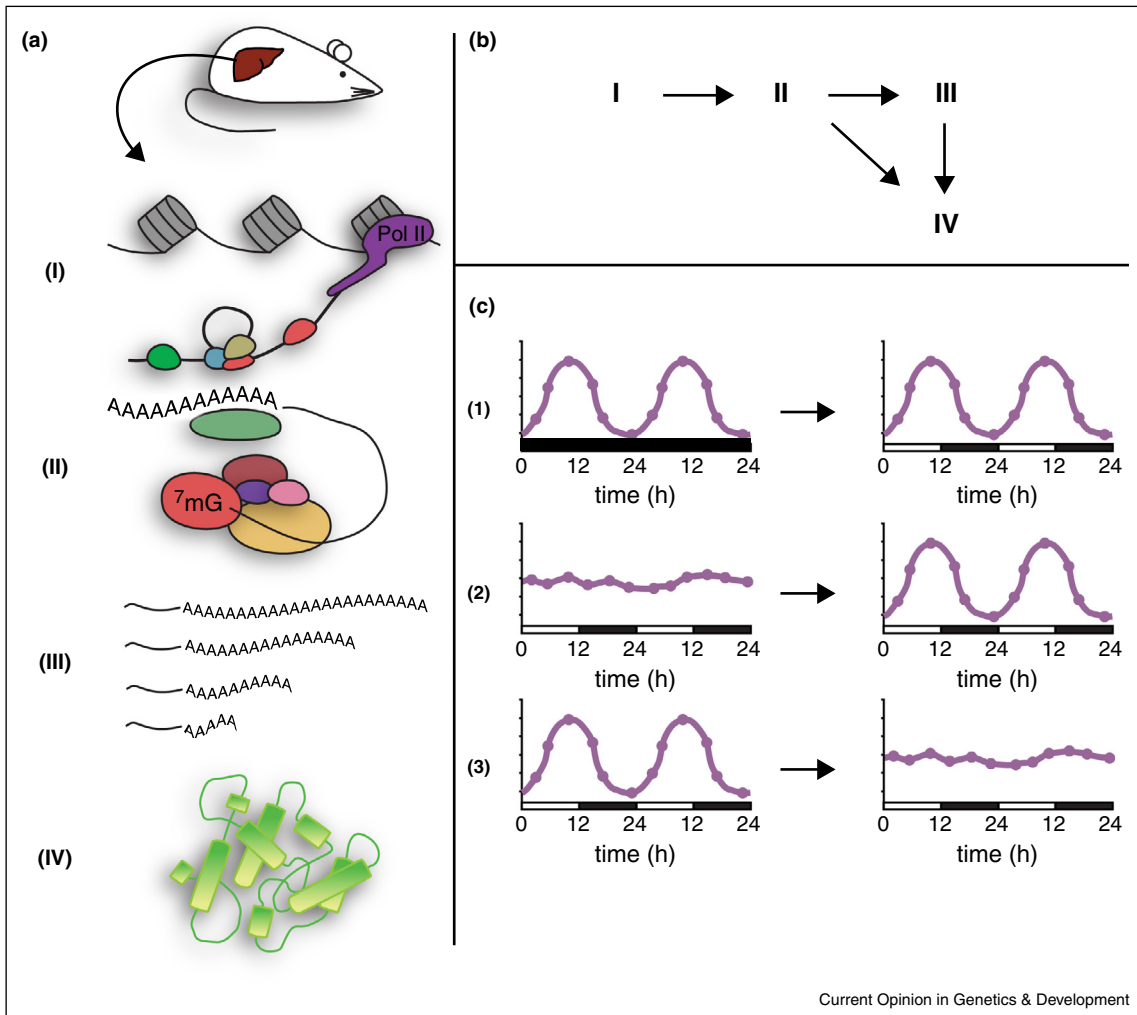 (a)
Pol II
(I)
AAAAAAAAAAAA
(II)
7mG
AAAAAAAAAAAAAAAAAAAAAA
(III)
AAAAAAAAAAAAAAA
AAAAAAAAAA
AAAAA
(IV)
(b)
I II III
IV
(c)
(1)
0 12 24 12 24 0 12 24 12 24
time (h) time (h)
(2)
0 12 24 12 24 0 12 24 12 24
time (h) time (h)
(3)
0 12 24 12 24 0 12 24 12 24
time (h) time (h)
Current Opinion in Genetics & Development